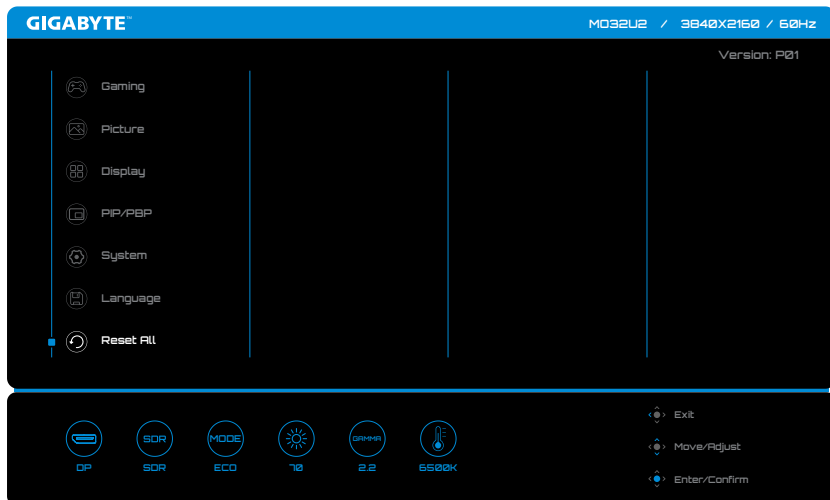 GIGABYTE™
MO32U2 / 3840X2160 / 60Hz
Version: P01
Gaming
Picture
Display
PIP/PBP
System
Language
Reset All
SDR
MODE
GAMMA
DP
SDR
ECO
70
2.2
6500K
Exit
Move/Adjust
Enter/Confirm